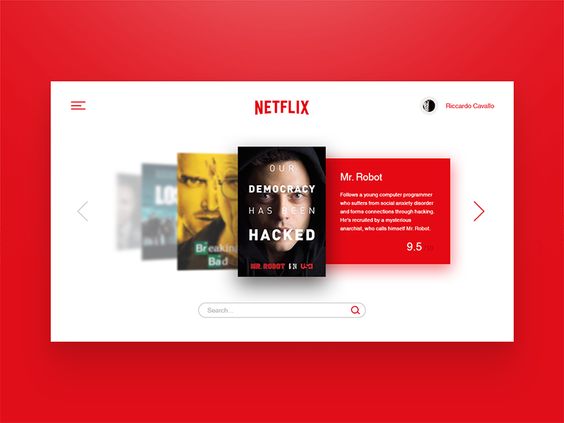 NETFLIX
Riccardo Cavallo
LOS
Breaking
Bad
OUR
DEMOCRACY
HAS BEEN
HACKED
MR. ROBOT IN USA
Mr. Robot
Follows a young computer programmer
who suffers from social anxiety disorder
and forms connections through hacking.
He's recruited by a mysterious
anarchist, who calls himself Mr. Robot.
9.5
Search...